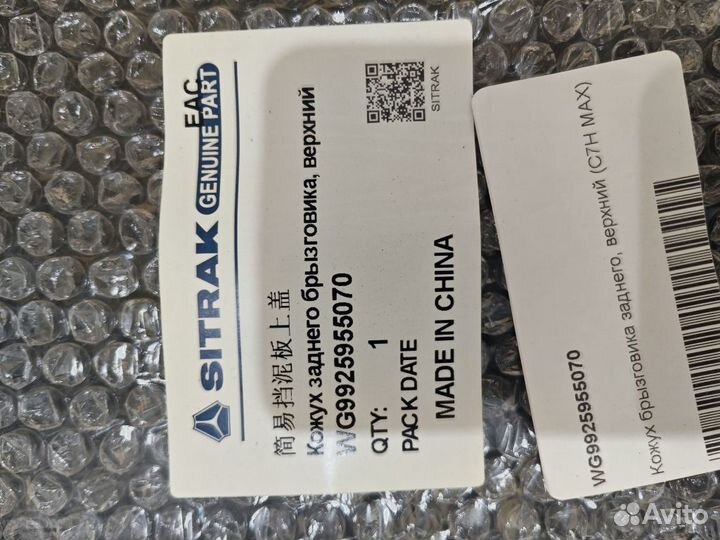 SITRAK GENUINE PART
EAC
简易挡泥板上盖
Кожух заднего брызговика, верхний
WG9925955070
QTY: 1
PACK DATE
MADE IN CHINA
SITRAK
WG9925955070
Кожух брызговика заднего, верхний (C7H MAX)
Avito